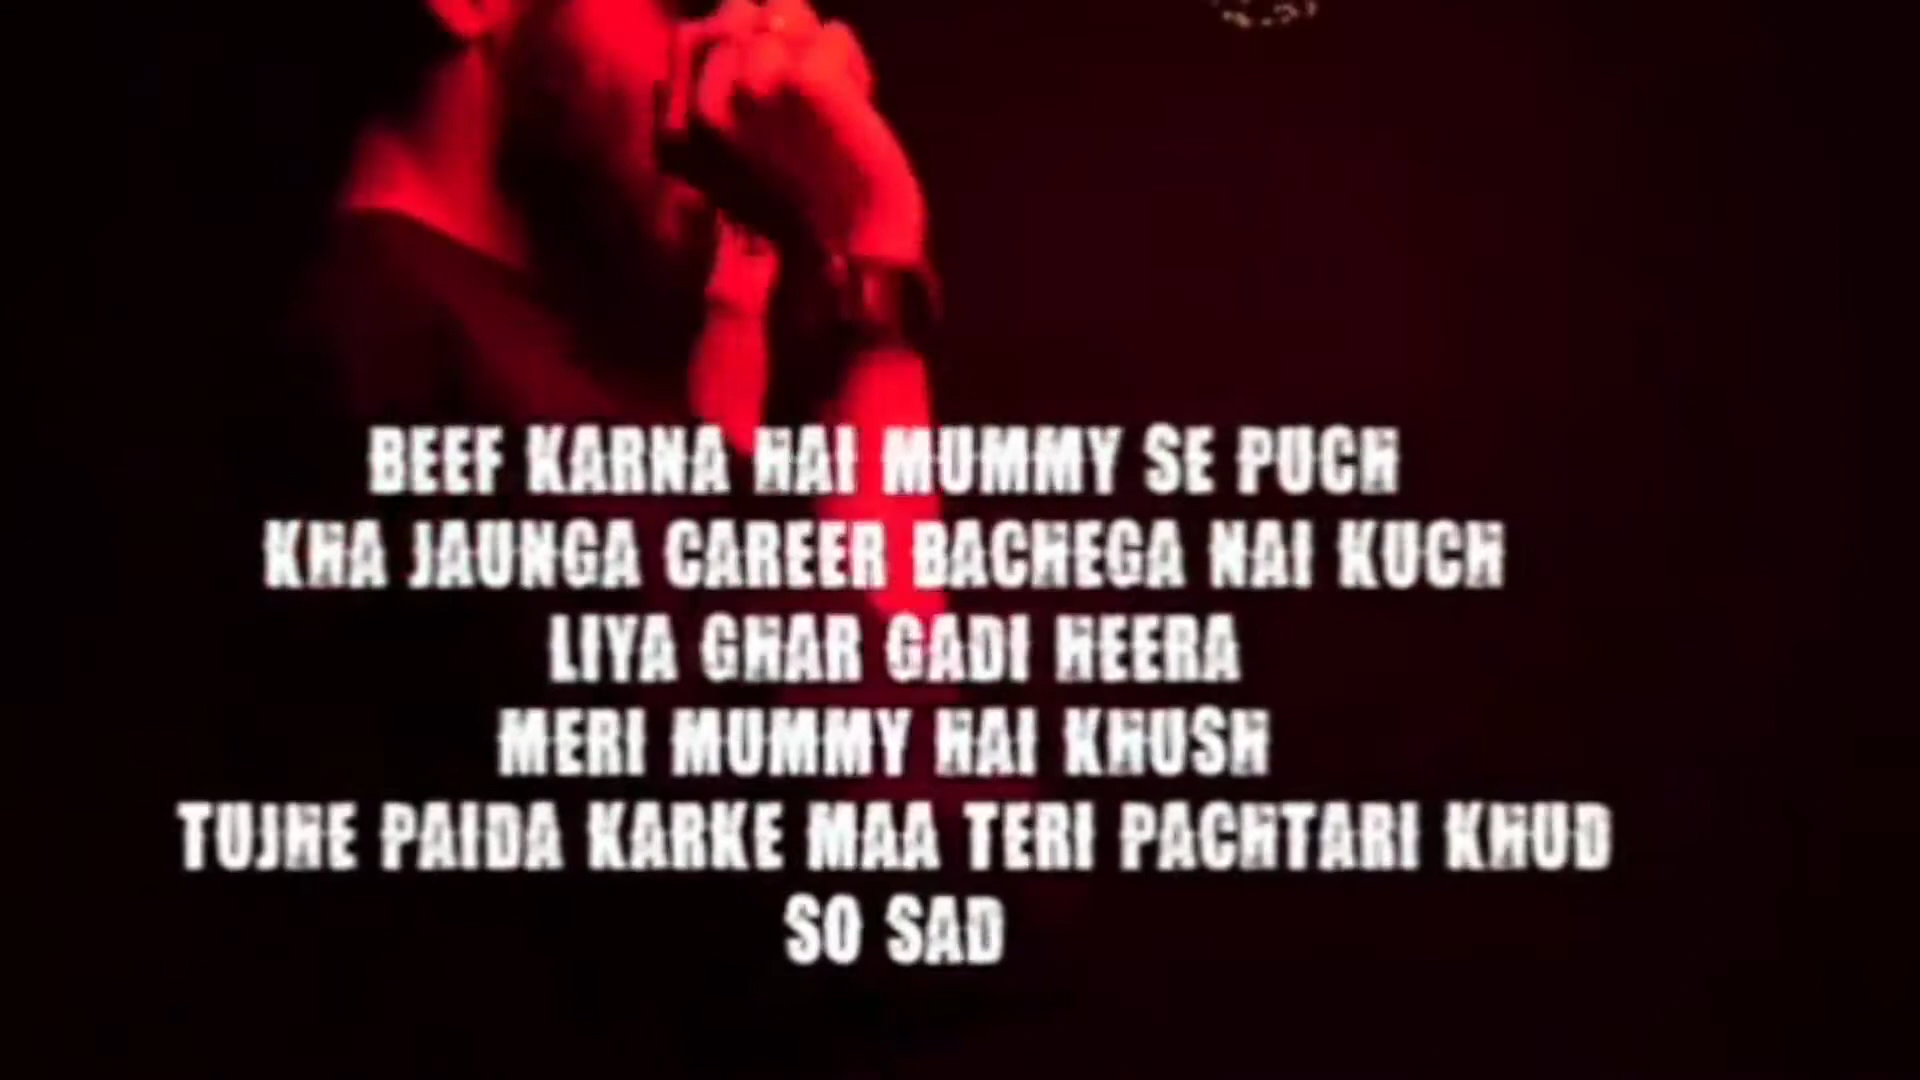 BEEF KARNA HAI MUMMY SE PUCH
KHA JAUNGA CAREER BACHEGA NAI KUCH
LIYA GHAR GADI HEERA
MERI MUMMY HAI KHUSH
TUJHE PAIDA KARKE MAA TERI PACHTARI KHUD
SO SAD